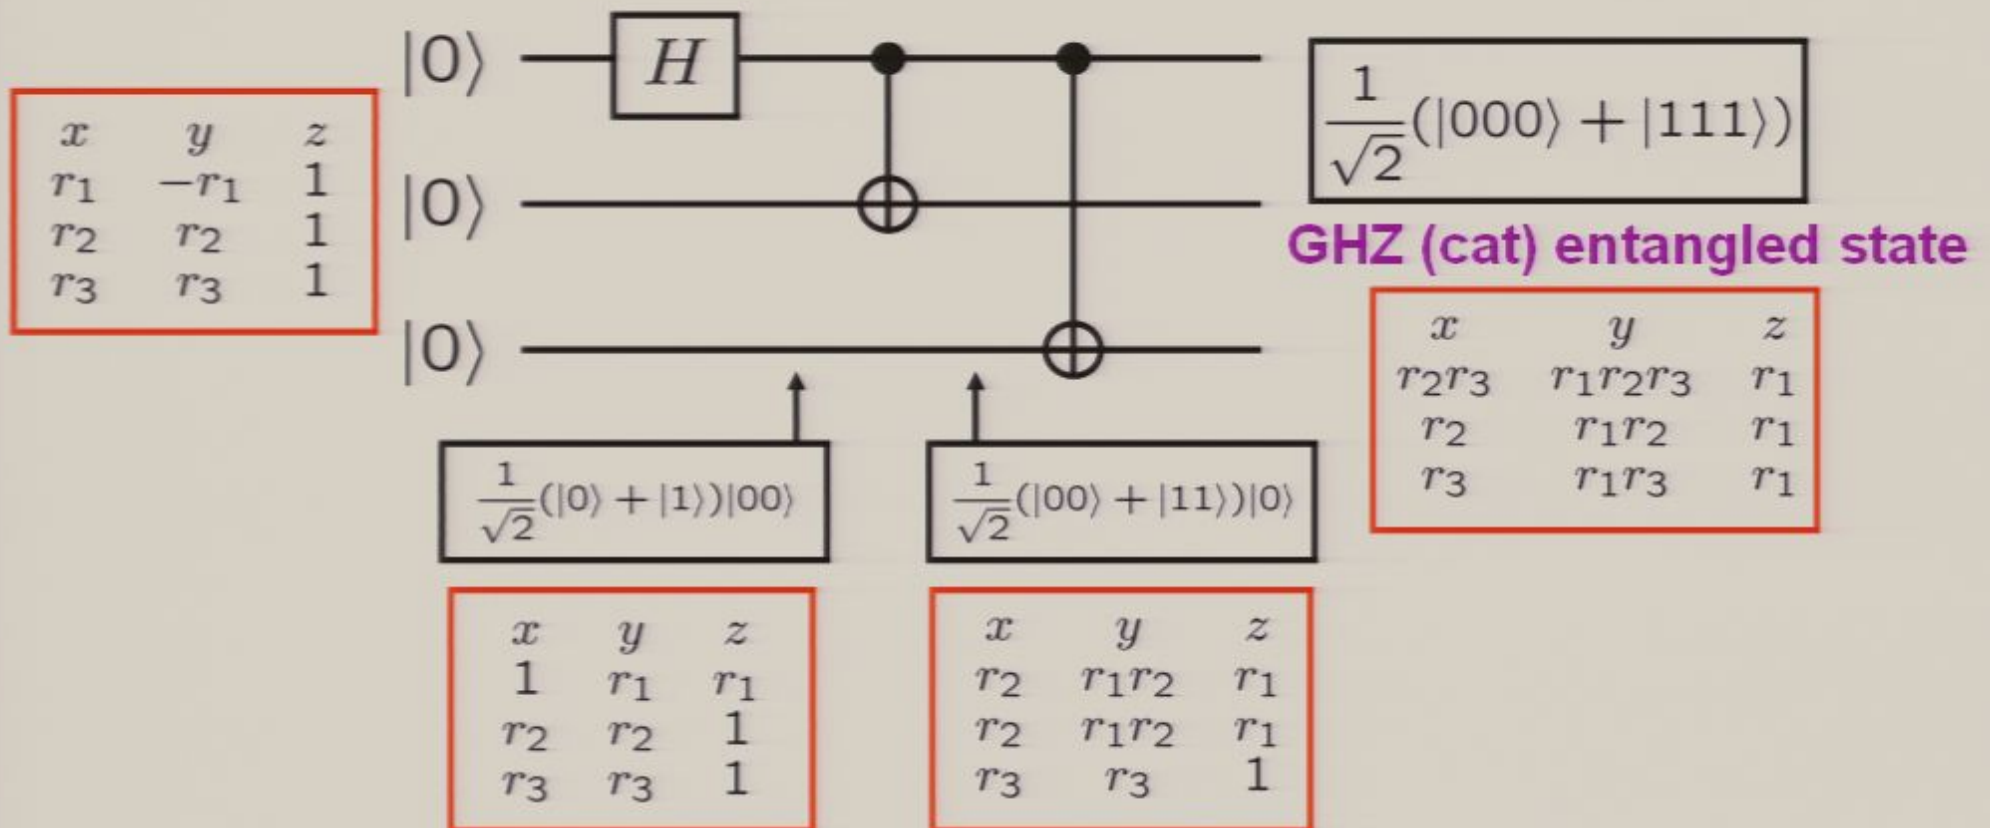 |0⟩ H
1/√2(|000⟩ + |111⟩)
x y z
r₁ −r₁ 1
r₂ r₂ 1
r₃ r₃ 1
|0⟩
GHZ (cat) entangled state
|0⟩
x y z
r₂r₃ r₁r₂r₃ r₁
r₂ r₁r₂ r₁
r₃ r₁r₃ r₁
1/√2(|0⟩ + |1⟩)|00⟩
1/√2(|00⟩ + |11⟩)|0⟩
x y z
1 r₁ r₁
r₂ r₂ 1
r₃ r₃ 1
x y z
r₂ r₁r₂ r₁
r₂ r₁r₂ r₁
r₃ r₃ 1